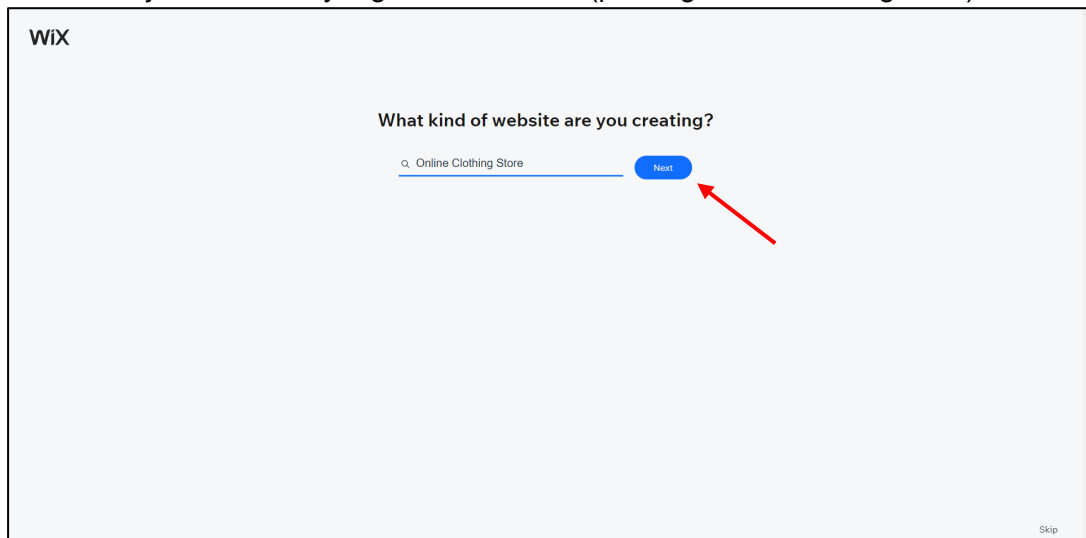 WiX
What kind of website are you creating?
Online Clothing Store
Next
Skip